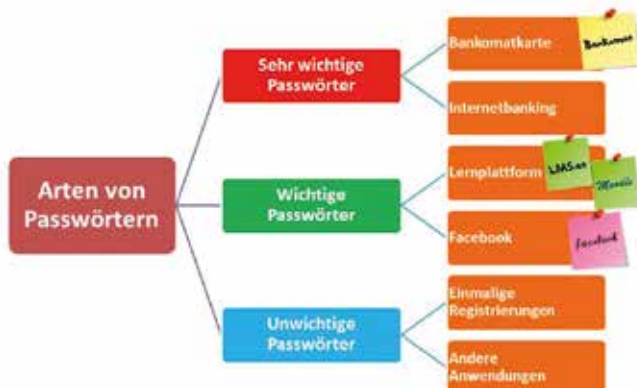 Arten von
Passwörtern
Sehr wichtige
Passwörter
Bankomatkarte
Bankomat
Internetbanking
Wichtige
Passwörter
Lernplattform
LMS.at
Moodle
Facebook
Facebook
Unwichtige
Passwörter
Einmalige
Registrierungen
Andere
Anwendungen